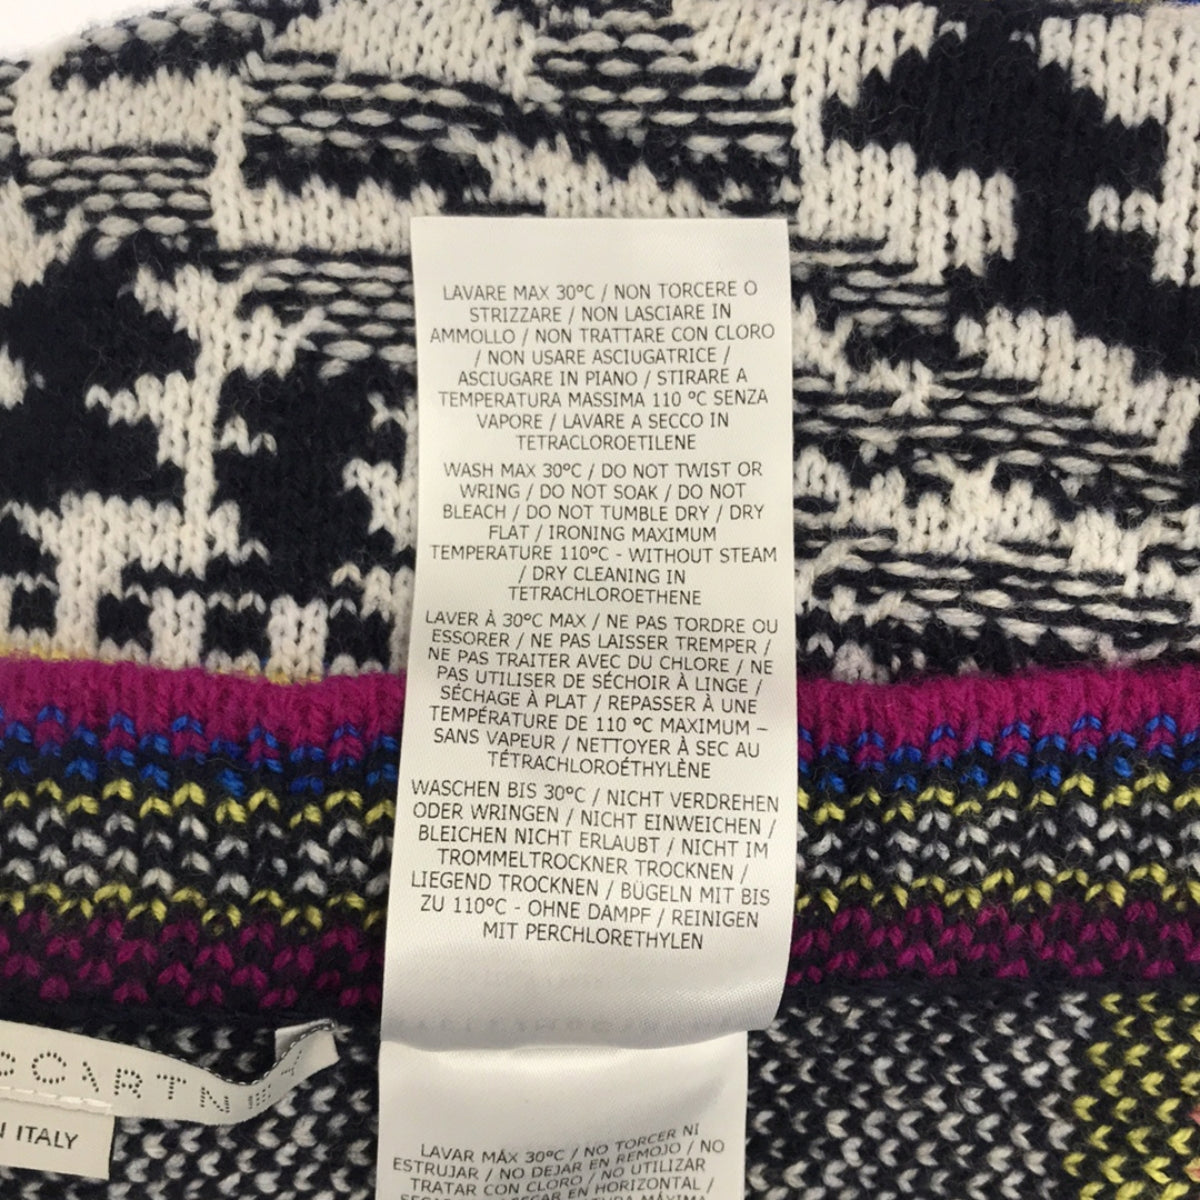 LAVARE MAX 30°C / NON TORCERE O
STRIZZARE / NON LASCIARE IN
AMMOLLO / NON TRATTARE CON CLORO
/ NON USARE ASCIUGATRICE /
ASCIUGARE IN PIANO / STIRARE A
TEMPERATURA MASSIMA 110 °C SENZA
VAPORE / LAVARE A SECCO IN
TETRACLOROETILENE
WASH MAX 30°C / DO NOT TWIST OR
WRING / DO NOT SOAK / DO NOT
BLEACH / DO NOT TUMBLE DRY / DRY
FLAT / IRONING MAXIMUM
TEMPERATURE 110°C - WITHOUT STEAM
/ DRY CLEANING IN
TETRACHLOROETHENE
LAVER À 30°C MAX / NE PAS TORDRE OU
ESSORER / NE PAS LAISSER TREMPER /
NE PAS TRAITER AVEC DU CHLORE / NE
PAS UTILISER DE SÉCHOIR À LINGE /
SÉCHAGE À PLAT / REPASSER À UNE
TEMPÉRATURE DE 110 °C MAXIMUM –
SANS VAPEUR / NETTOYER À SEC AU
TÉTRACHLOROÉTHYLÈNE
WASCHEN BIS 30°C / NICHT VERDREHEN
ODER WRINGEN / NICHT EINWEICHEN /
BLEICHEN NICHT ERLAUBT / NICHT IM
TROMMELTROCKNER TROCKNEN /
LIEGEND TROCKNEN / BÜGELN MIT BIS
ZU 110°C - OHNE DAMPF / REINIGEN
MIT PERCHLORETHYLEN
CCARTN
ITALY
LAVAR MÁX 30°C / NO TORCER NI
ESTRUJAR / NO DEJAR EN REMOJO / NO
TRATAR CON CLORO / NO UTILIZAR
SECAR EN HORIZONTAL /
TEMPERATURA MÁXIMA